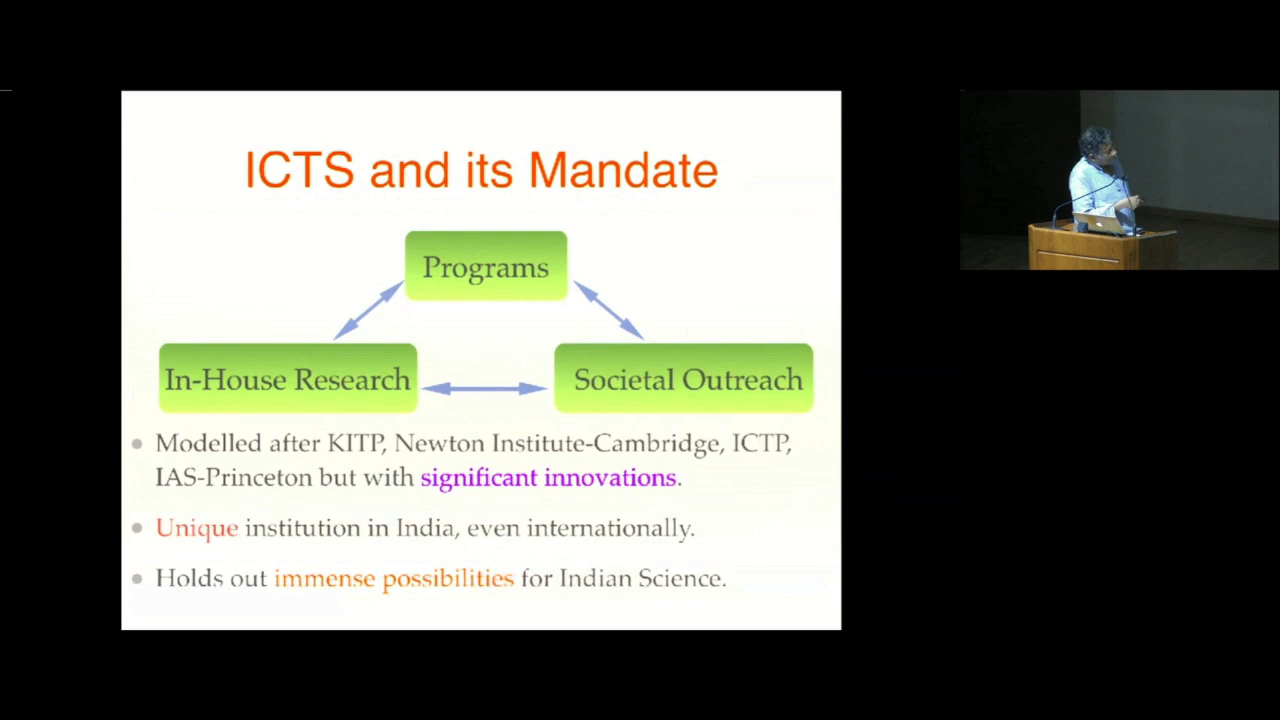 ICTS and its Mandate
Programs
In-House Research
Societal Outreach
• Modelled after KITP, Newton Institute-Cambridge, ICTP,
IAS-Princeton but with significant innovations.
• Unique institution in India, even internationally.
• Holds out immense possibilities for Indian Science.